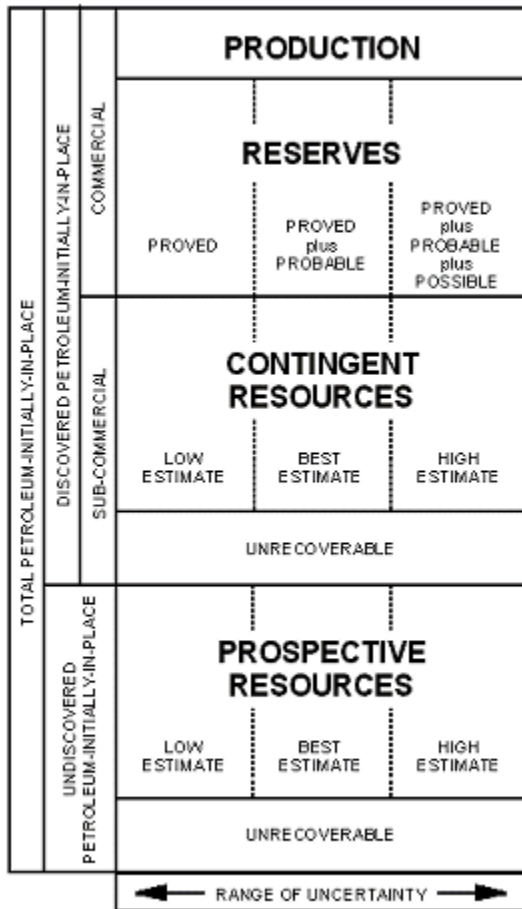 TOTAL PETROLEUM-INITIALLY-IN-PLACE
DISCOVERED PETROLEUM-INITIALLY-IN-PLACE
COMMERCIAL
PRODUCTION
RESERVES
PROVED
PROVED
plus
PROBABLE
PROVED
plus
PROBABLE
plus
POSSIBLE
SUB-COMMERCIAL
CONTINGENT
RESOURCES
LOW
ESTIMATE
BEST
ESTIMATE
HIGH
ESTIMATE
UNRECOVERABLE
UNDISCOVERED
PETROLEUM-INITIALLY-IN-PLACE
PROSPECTIVE
RESOURCES
LOW
ESTIMATE
BEST
ESTIMATE
HIGH
ESTIMATE
UNRECOVERABLE
RANGE OF UNCERTAINTY